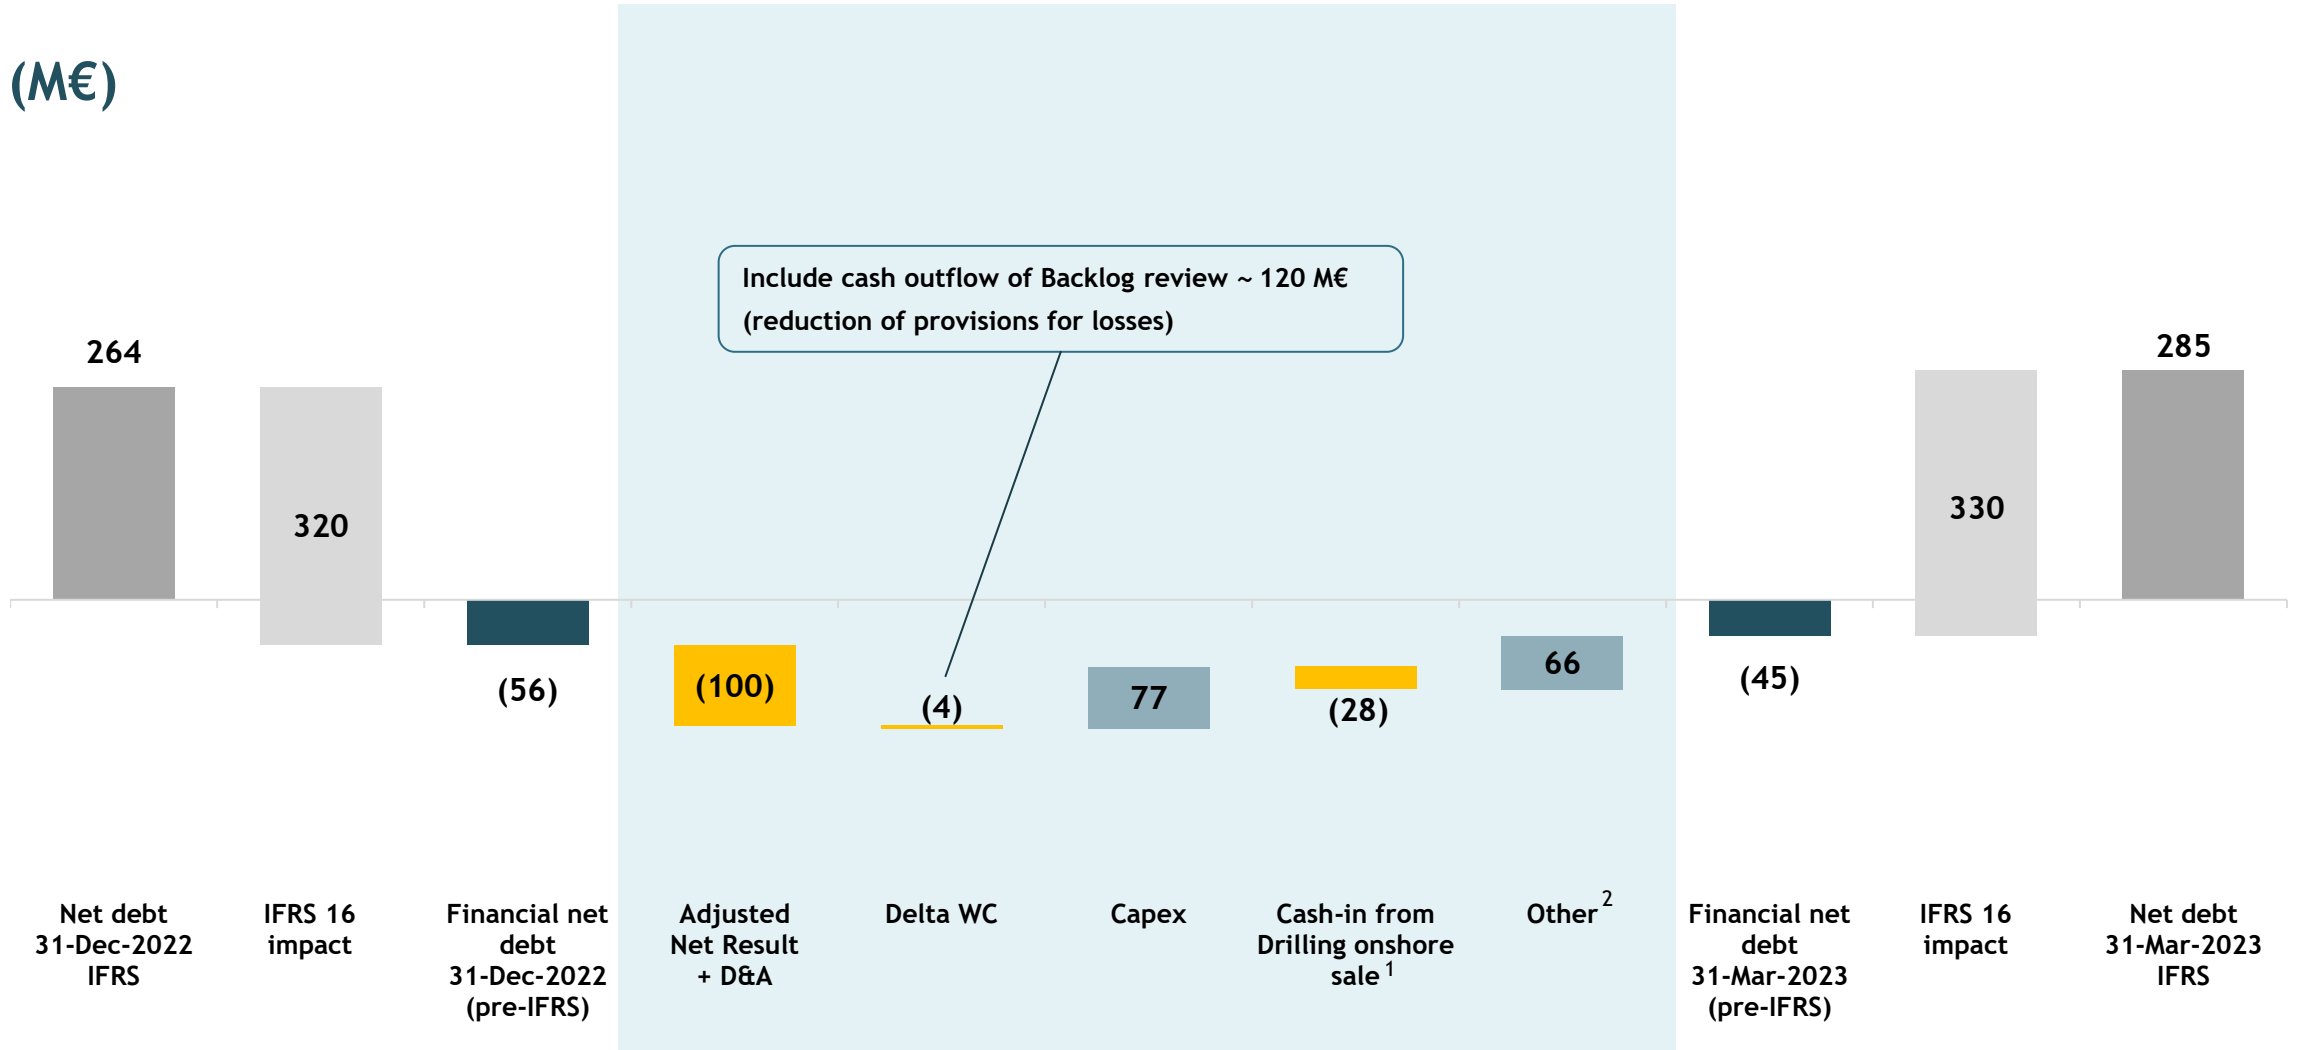 (M€)
Include cash outflow of Backlog review ~ 120 M€
(reduction of provisions for losses)
264
320
(56)
(100)
(4)
77
(28)
66
(45)
330
285
Net debt
31-Dec-2022
IFRS
IFRS 16
impact
Financial net
debt
31-Dec-2022
(pre-IFRS)
Adjusted
Net Result
+ D&A
Delta WC
Capex
Cash-in from
Drilling onshore
sale 1
Other 2
Financial net
debt
31-Mar-2023
(pre-IFRS)
IFRS 16
impact
Net debt
31-Mar-2023
IFRS